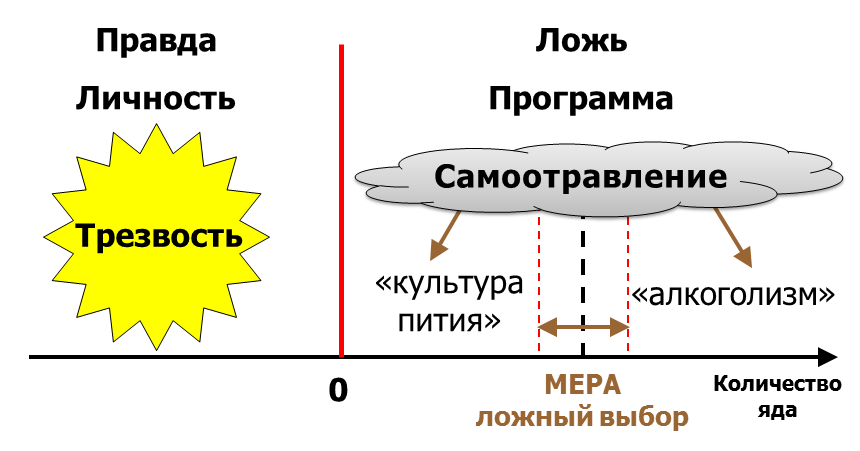 Правда
Ложь
Личность
Программа
Самоотравление
Трезвость
«культура
пития»
«алкоголизм»
0
МЕРА
ложный выбор
Количество
яда